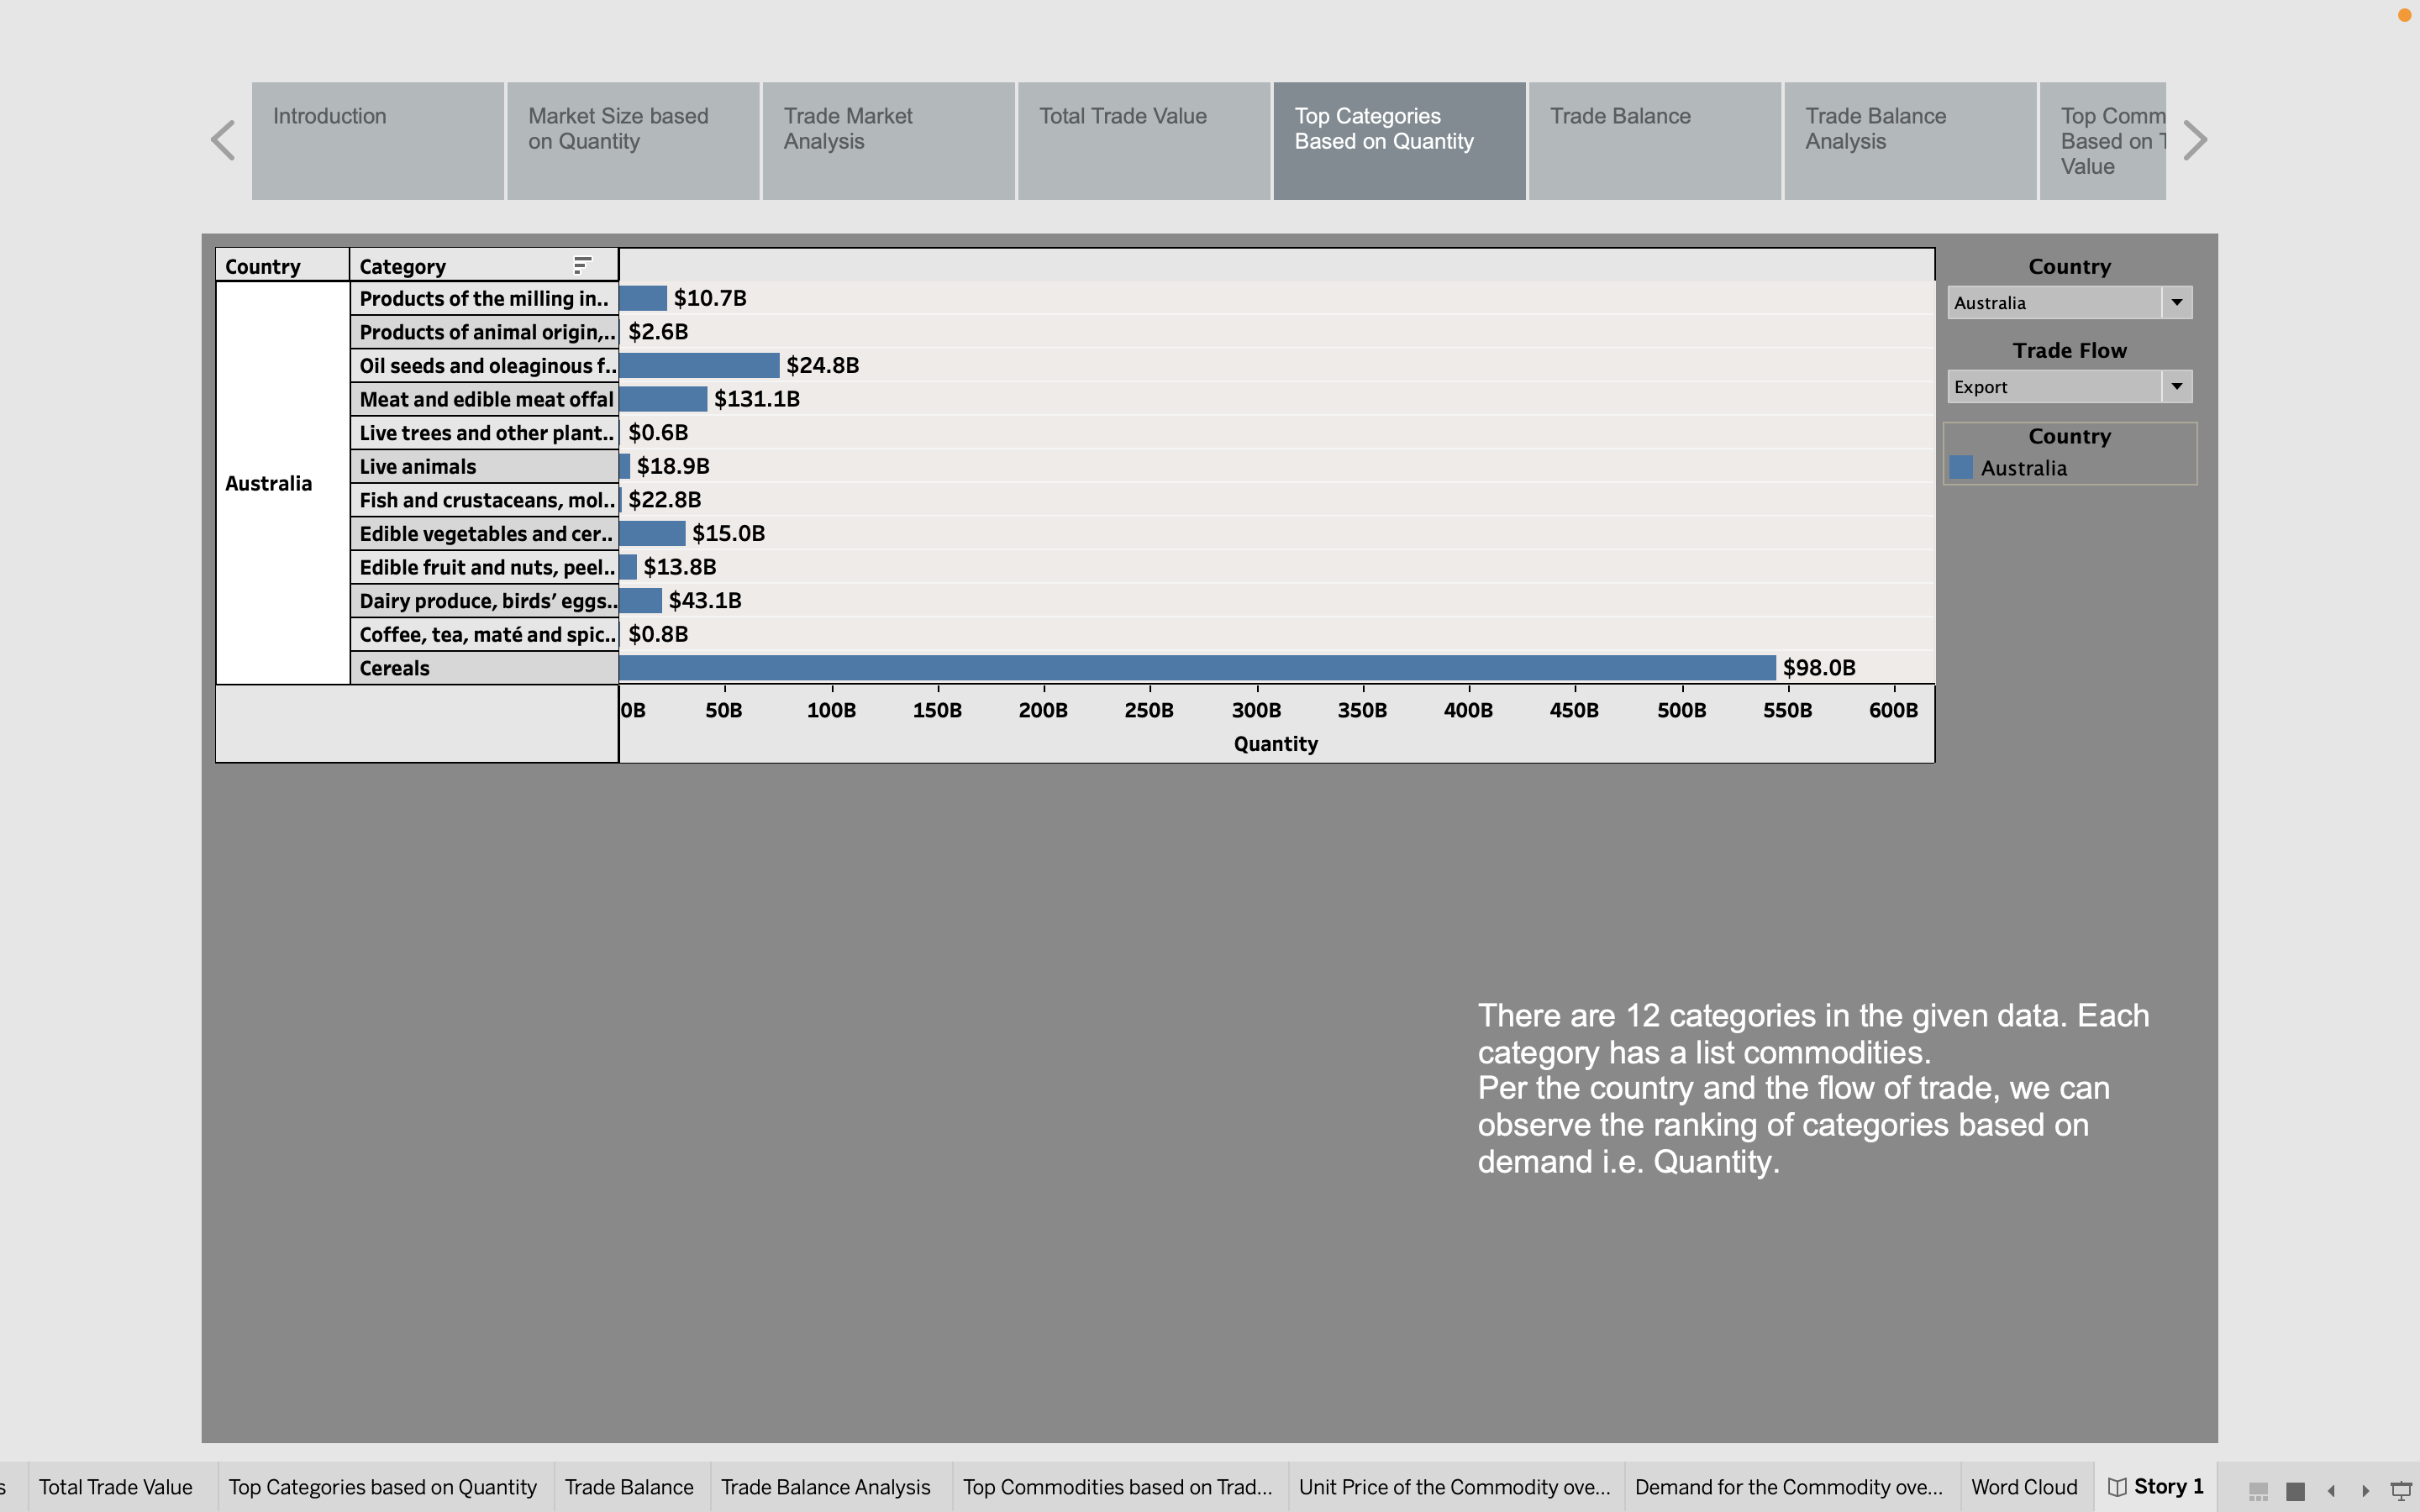 Introduction
Market Size based
on Quantity
Trade Market
Analysis
Total Trade Value
Top Categories
Based on Quantity
Trade Balance
Trade Balance
Analysis
Top Comm
Based on T
Value
Country
Category
Australia
Products of the milling in.. $10.7B
Products of animal origin,.. $2.6B
Oil seeds and oleaginous f.. $24.8B
Meat and edible meat offal $131.1B
Live trees and other plant.. $0.6B
Live animals $18.9B
Fish and crustaceans, mol.. $22.8B
Edible vegetables and cer.. $15.0B
Edible fruit and nuts, peel.. $13.8B
Dairy produce, birds’ eggs.. $43.1B
Coffee, tea, maté and spic.. $0.8B
Cereals $98.0B
0B 50B 100B 150B 200B 250B 300B 350B 400B 450B 500B 550B 600B
Quantity
Country
Australia
Trade Flow
Export
Country
Australia
There are 12 categories in the given data. Each
category has a list commodities.
Per the country and the flow of trade, we can
observe the ranking of categories based on
demand i.e. Quantity.
s Total Trade Value Top Categories based on Quantity Trade Balance Trade Balance Analysis Top Commodities based on Trad... Unit Price of the Commodity ove... Demand for the Commodity ove... Word Cloud Story 1